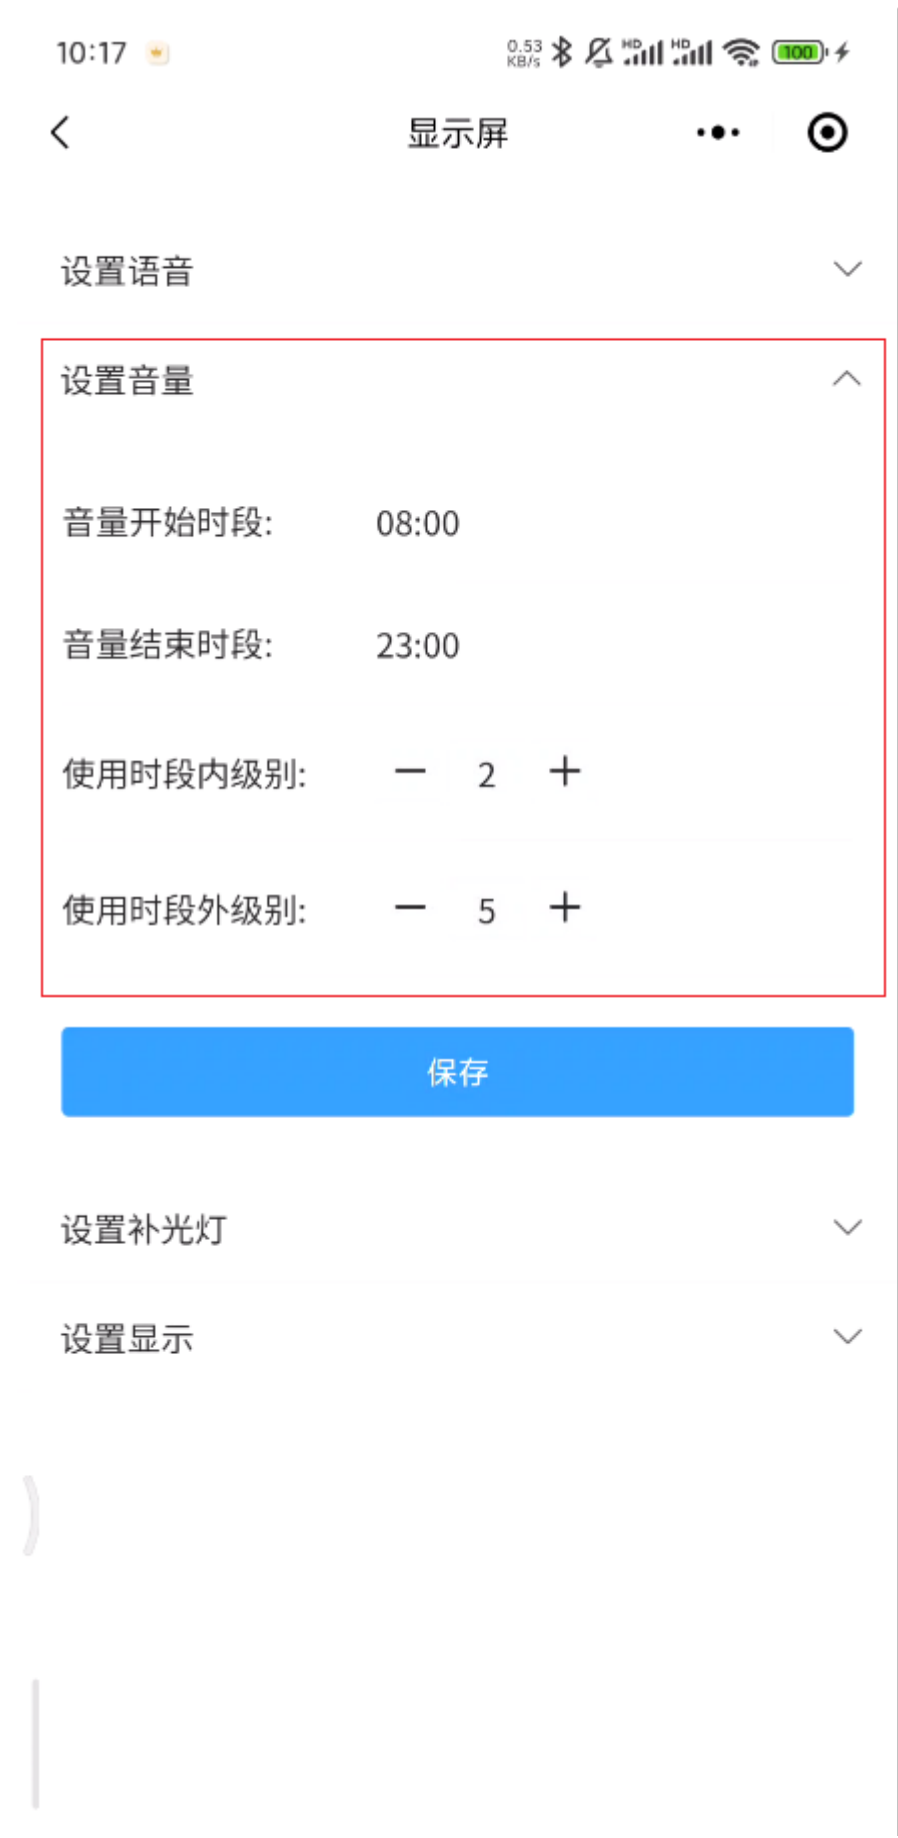 10:17
0.53 KB/s HD HD 100
显示屏
设置语音
设置音量
音量开始时段: 08:00
音量结束时段: 23:00
使用时段内级别: − 2 +
使用时段外级别: − 5 +
保存
设置补光灯
设置显示